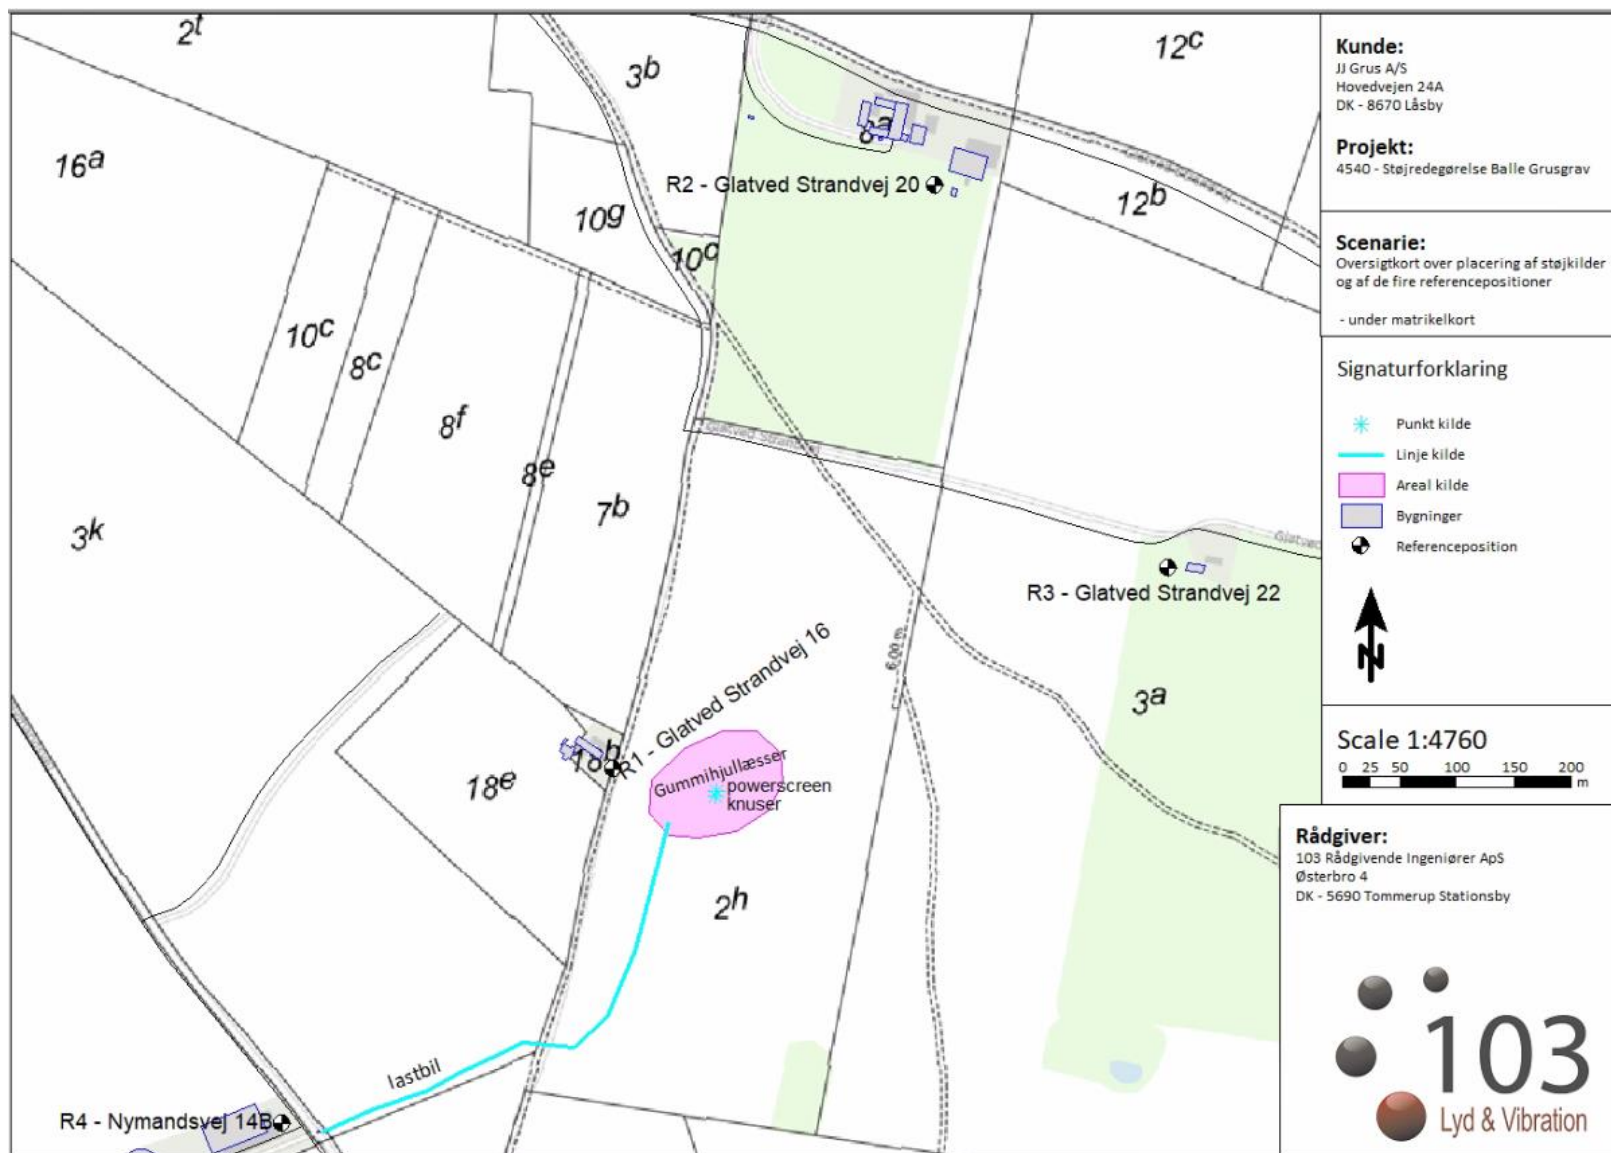 2f
3b
12c
16a
8a
R2 - Glatved Strandvej 20
12b
10g
10c
10c
8c
8f
8e
7b
3k
Glatved Strandvej
Glatved
R3 - Glatved Strandvej 22
6.00 m
3a
R1 - Glatved Strandvej 16
18b
18e
Gummihjullæsser
powerscreen
knuser
2h
lastbil
R4 - Nymandsvej 14B
Kunde:
JJ Grus A/S
Hovedvejen 24A
DK - 8670 Låsby
Projekt:
4540 - Støjredegørelse Balle Grusgrav
Scenarie:
Oversigtkort over placering af støjkilder
og af de fire referencepositioner
- under matrikelkort
Signaturforklaring
Punkt kilde
Linje kilde
Areal kilde
Bygninger
Referenceposition
N
Scale 1:4760
0 25 50 100 150 200
m
Rådgiver:
103 Rådgivende Ingeniører ApS
Østerbro 4
DK - 5690 Tommerup Stationsby
103
Lyd & Vibration